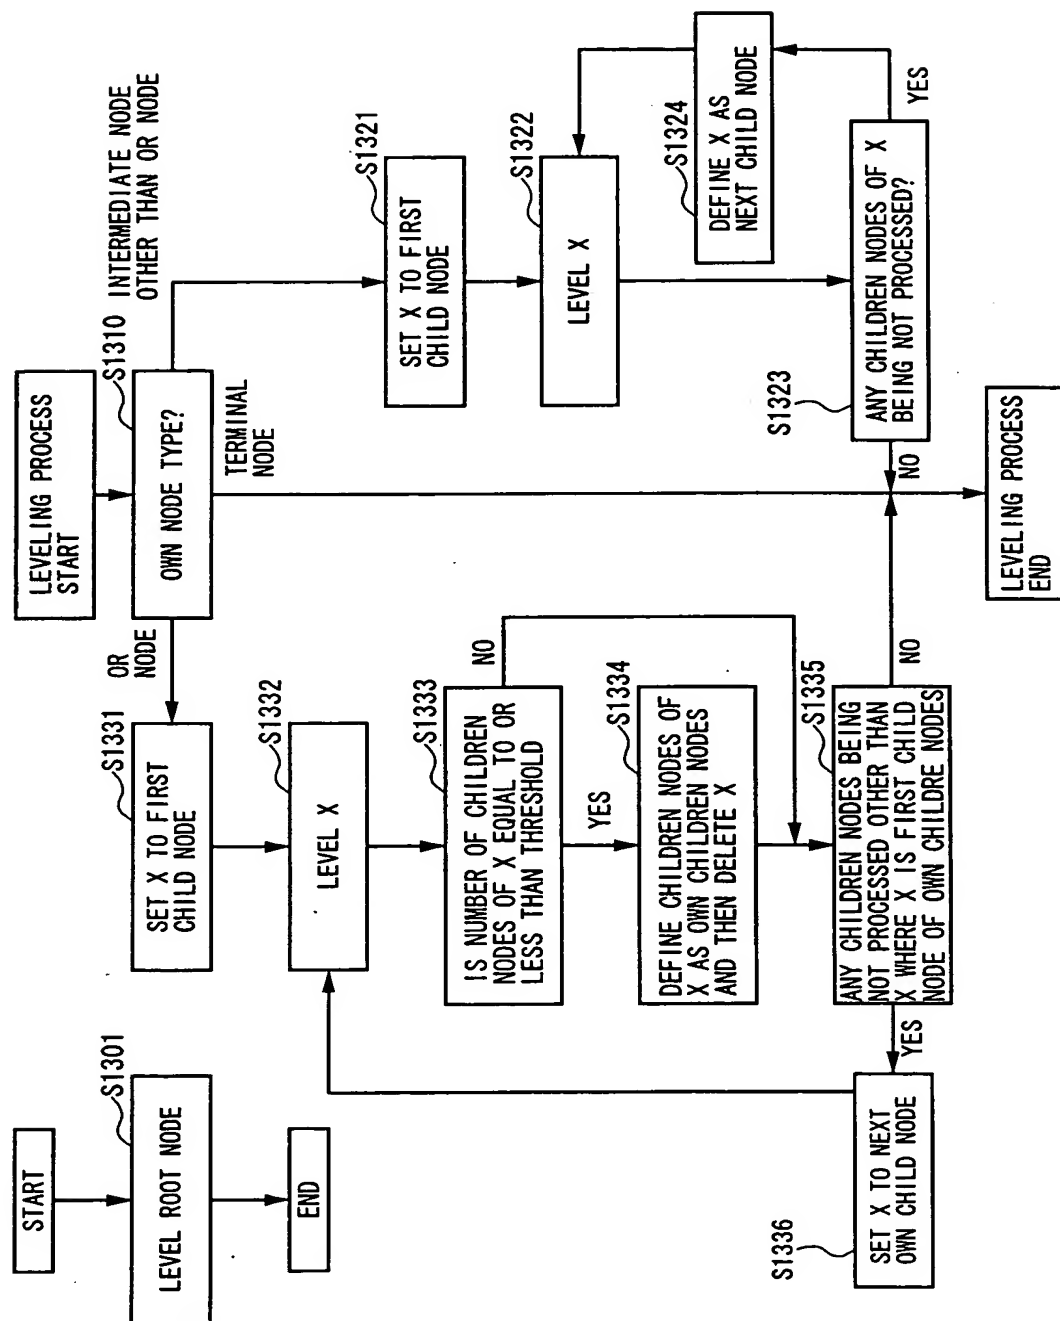 START
S1301
LEVEL ROOT NODE
END
LEVELING PROCESS
START
S1310
OWN NODE TYPE?
OR
NODE
TERMINAL
NODE
INTERMEDIATE NODE
OTHER THAN OR NODE
S1331
SET X TO FIRST
CHILD NODE
S1332
LEVEL X
S1333
IS NUMBER OF CHILDREN
NODES OF X EQUAL TO OR
LESS THAN THRESHOLD
NO
YES
S1334
DEFINE CHILDREN NODES OF
X AS OWN CHILDREN NODES
AND THEN DELETE X
S1335
ANY CHILDREN NODES BEING
NOT PROCESSED OTHER THAN
X WHERE X IS FIRST CHILD
NODE OF OWN CHILDRE NODES
YES
NO
S1336
SET X TO NEXT
OWN CHILD NODE
S1321
SET X TO FIRST
CHILD NODE
S1322
LEVEL X
S1324
DEFINE X AS
NEXT CHILD NODE
S1323
ANY CHILDREN NODES OF X
BEING NOT PROCESSED?
YES
NO
LEVELING PROCESS
END